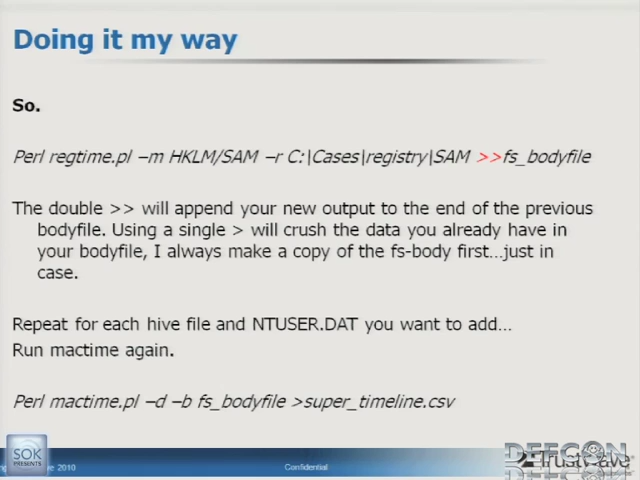 Doing it my way
So.
Perl regtime.pl –m HKLM/SAM –r C:\Cases\registry\SAM >>fs_bodyfile
The double >> will append your new output to the end of the previous
bodyfile. Using a single > will crush the data you already have in
your bodyfile, I always make a copy of the fs-body first…just in
case.
Repeat for each hive file and NTUSER.DAT you want to add…
Run mactime again.
Perl mactime.pl –d –b fs_bodyfile >super_timeline.csv
SOK
PRESENTS
2010
Confidential
DEFCON
Trustwave